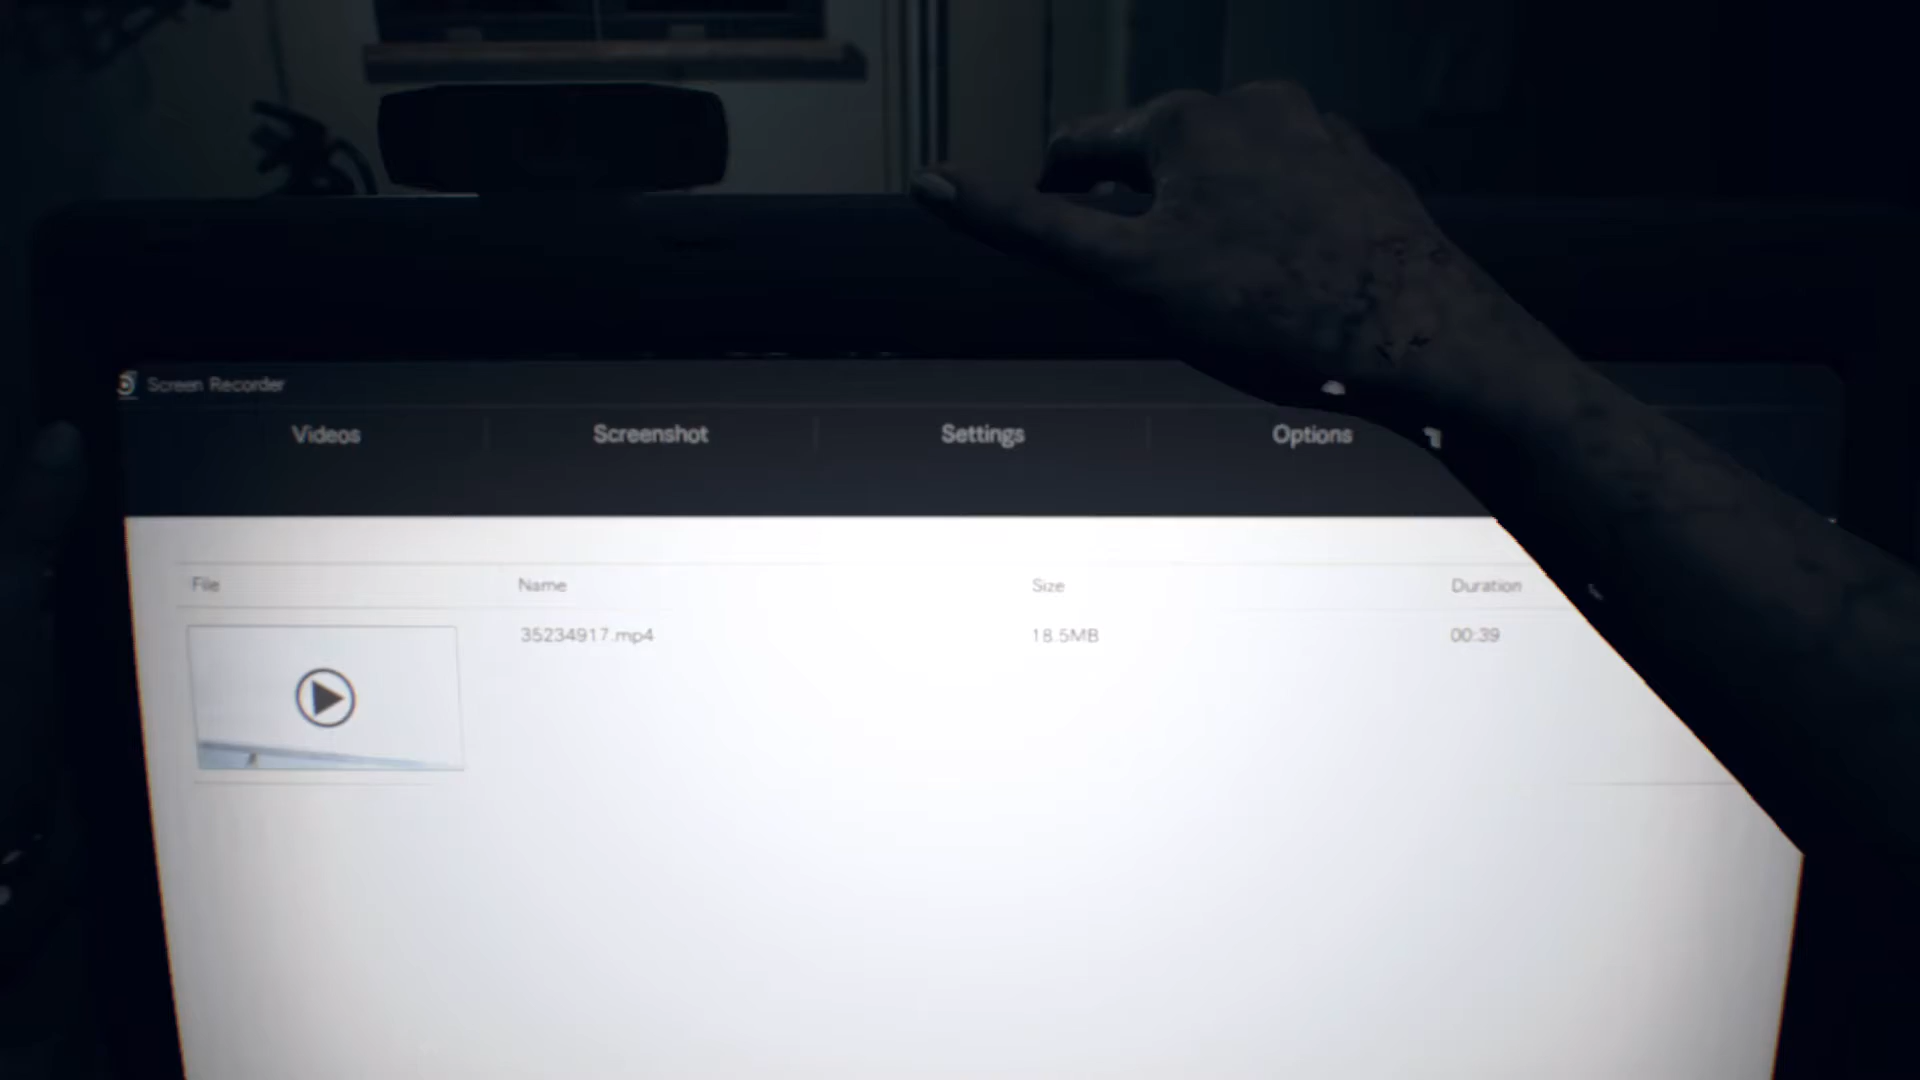 Screen Recorder
Videos Screenshot Settings Options
File Name Size Duration
35234917.mp4 18.5MB 00:39